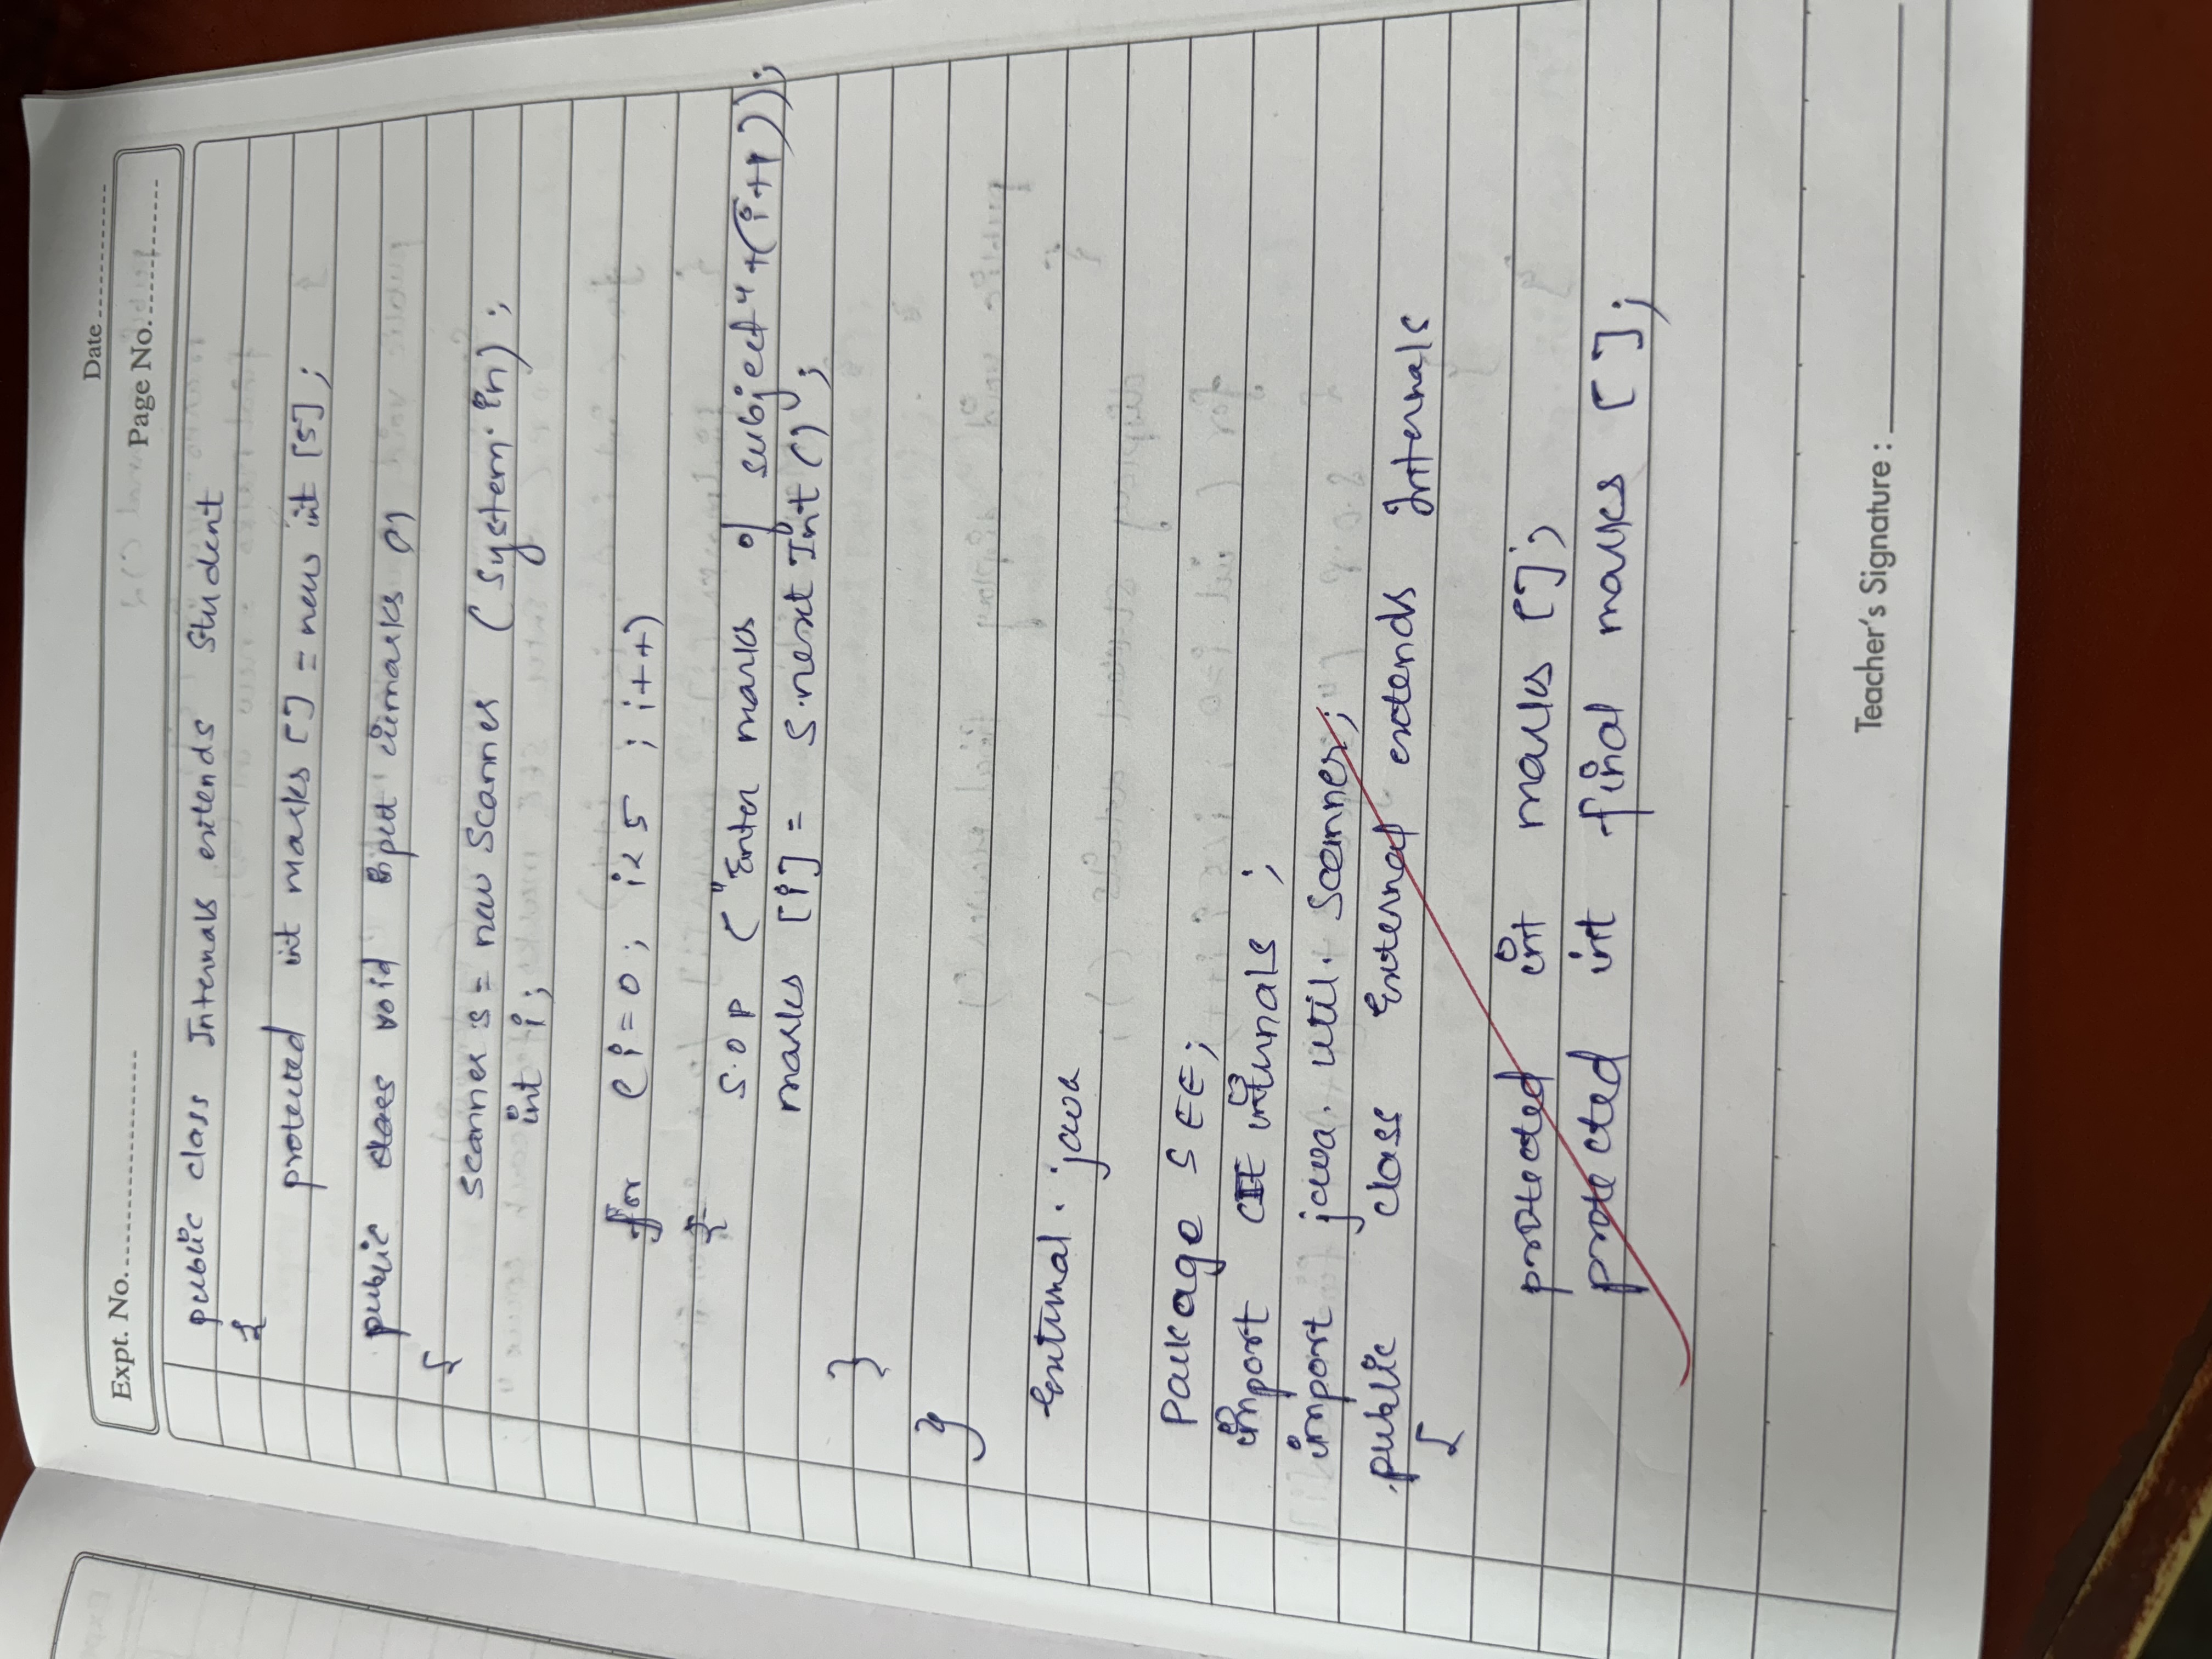 Date
Expt. No.
Page No.
public class Internals extends Student
{
protected int marks [] = new int [5];
public class void input ciemarks ()
{
Scanner s = new Scanner (System.in);
int i;
for (i=0; i<5 ; i++)
{
S.O.P ("Enter marks of subject"+(i+1));
marks [i] = s.next Int ();
}
}
External.java
Package SEE;
import CIE internals ;
import java.util.Scanner;
public class External extends Internals
{
protected int marks [];
protected int final marks [];
Teacher's Signature :